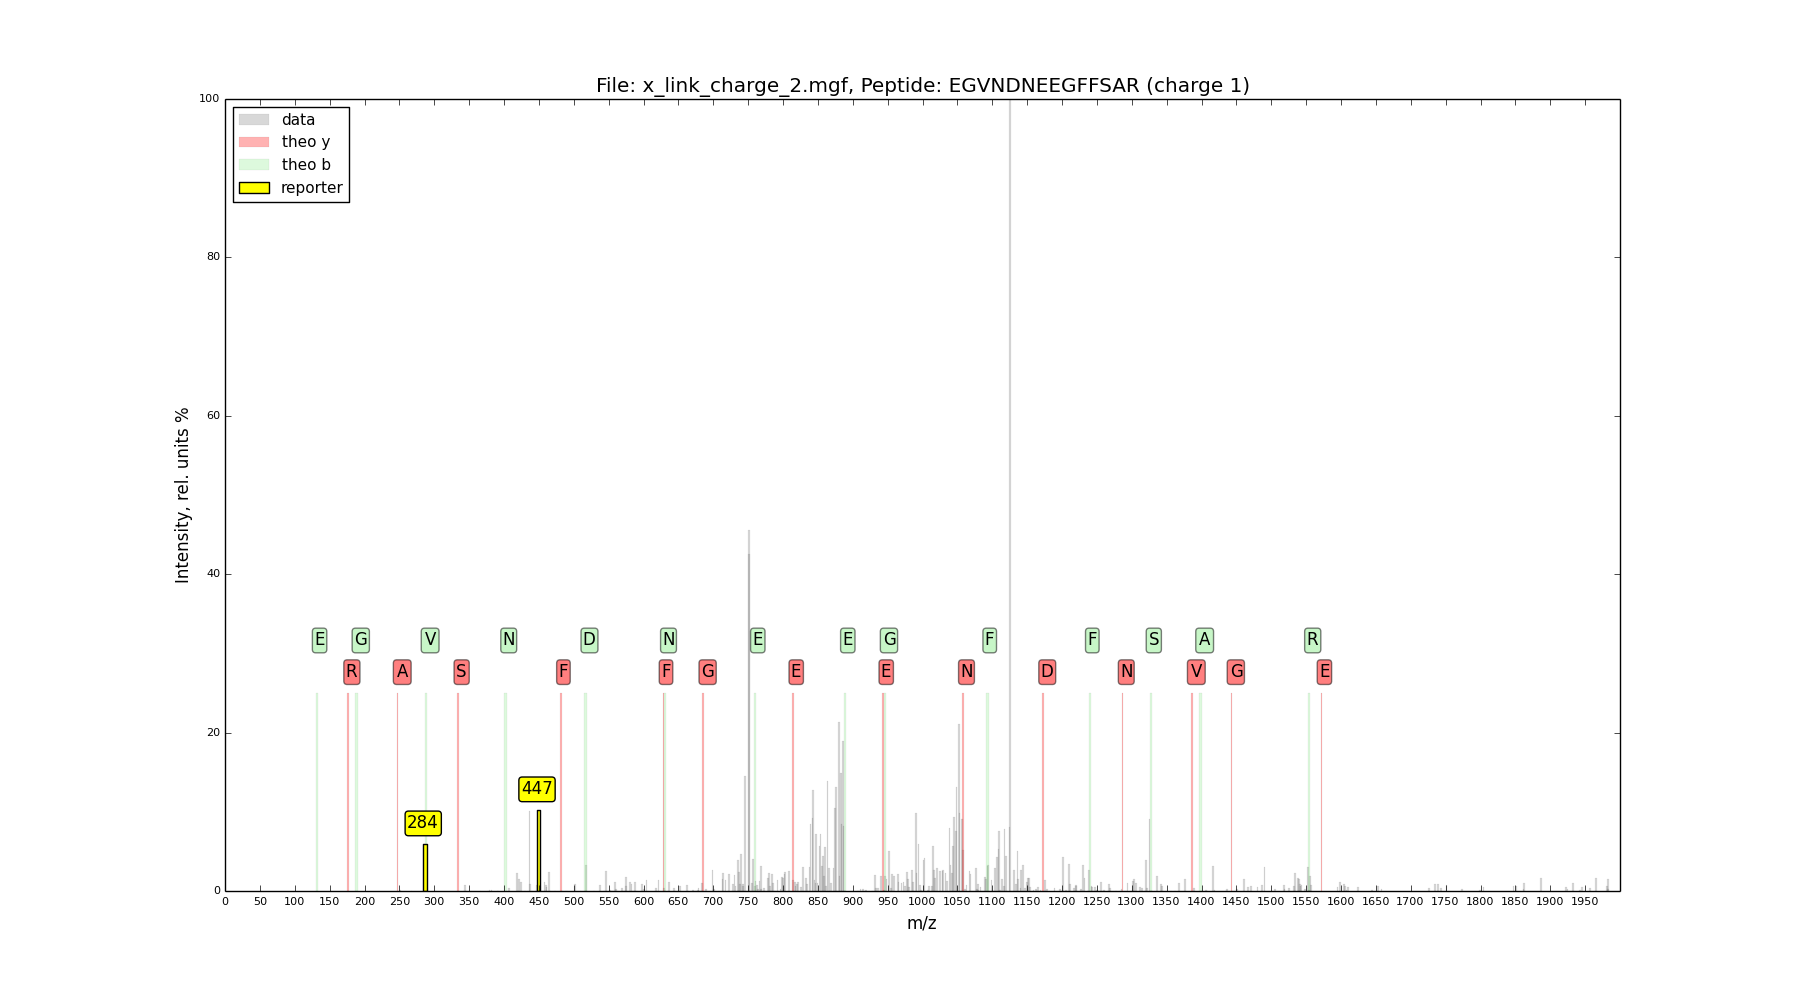 File: x_link_charge_2.mgf, Peptide: EGVNDNEEGFFSAR (charge 1)
100
data
theo y
theo b
reporter
80
60
Intensity, rel. units %
40
E G V N D N E E G F F S A R
R A S F F G E E N D N V G E
20
447
284
0
0 50 100 150 200 250 300 350 400 450 500 550 600 650 700 750 800 850 900 950 1000 1050 1100 1150 1200 1250 1300 1350 1400 1450 1500 1550 1600 1650 1700 1750 1800 1850 1900 1950
m/z